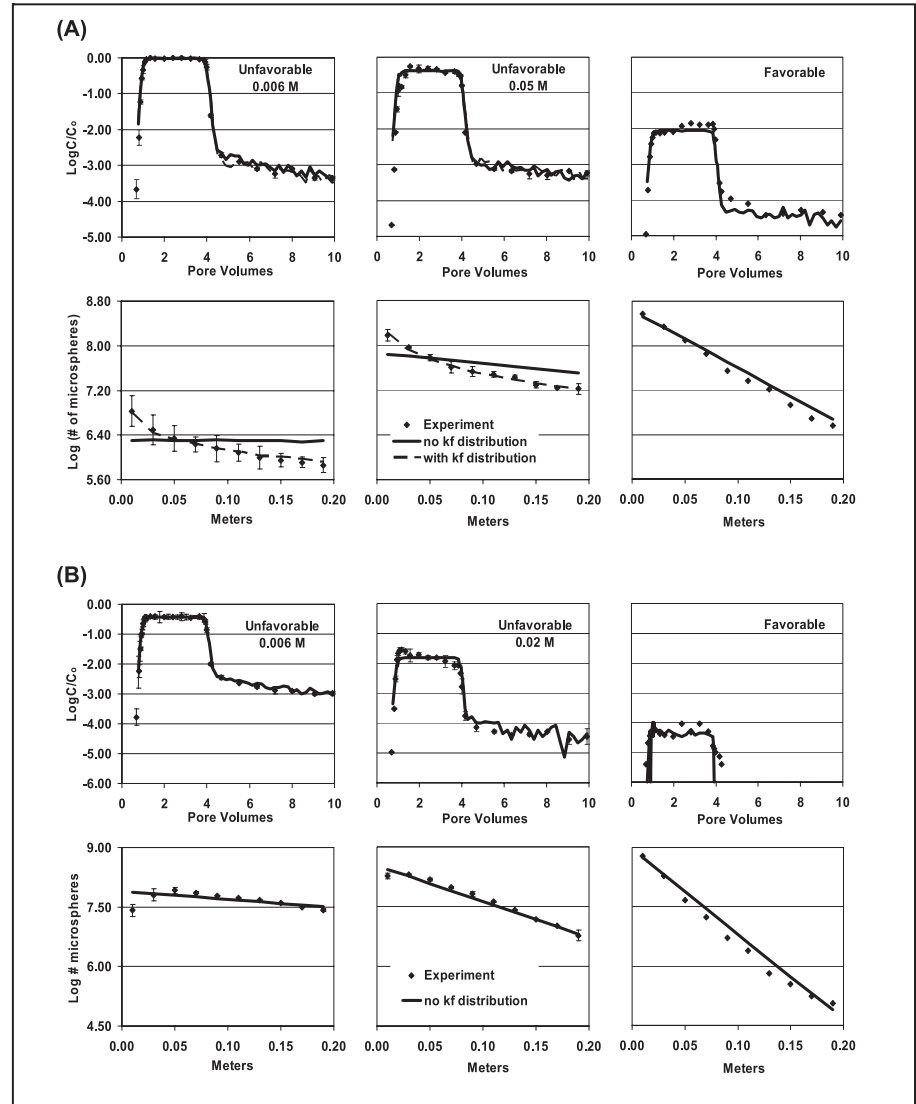 (A)
0.00
-1.00
-2.00
-3.00
-4.00
-5.00
LogC/Co
0 2 4 6 8 10
Pore Volumes
Unfavorable
0.006 M
0 2 4 6 8 10
Pore Volumes
Unfavorable
0.05 M
0 2 4 6 8 10
Pore Volumes
Favorable
8.80
8.00
7.20
6.40
5.60
Log (# of microspheres)
0.00 0.05 0.10 0.15 0.20
Meters
Experiment
no kf distribution
with kf distribution
0.00 0.05 0.10 0.15 0.20
Meters
0.00 0.05 0.10 0.15 0.20
Meters
(B)
0.00
-1.00
-2.00
-3.00
-4.00
-5.00
-6.00
LogC/Co
0 2 4 6 8 10
Pore Volumes
Unfavorable
0.006 M
0 2 4 6 8 10
Pore Volumes
Unfavorable
0.02 M
0 2 4 6 8 10
Pore Volumes
Favorable
9.00
7.50
6.00
4.50
Log # microspheres
0.00 0.05 0.10 0.15 0.20
Meters
Experiment
no kf distribution
0.00 0.05 0.10 0.15 0.20
Meters
0.00 0.05 0.10 0.15 0.20
Meters